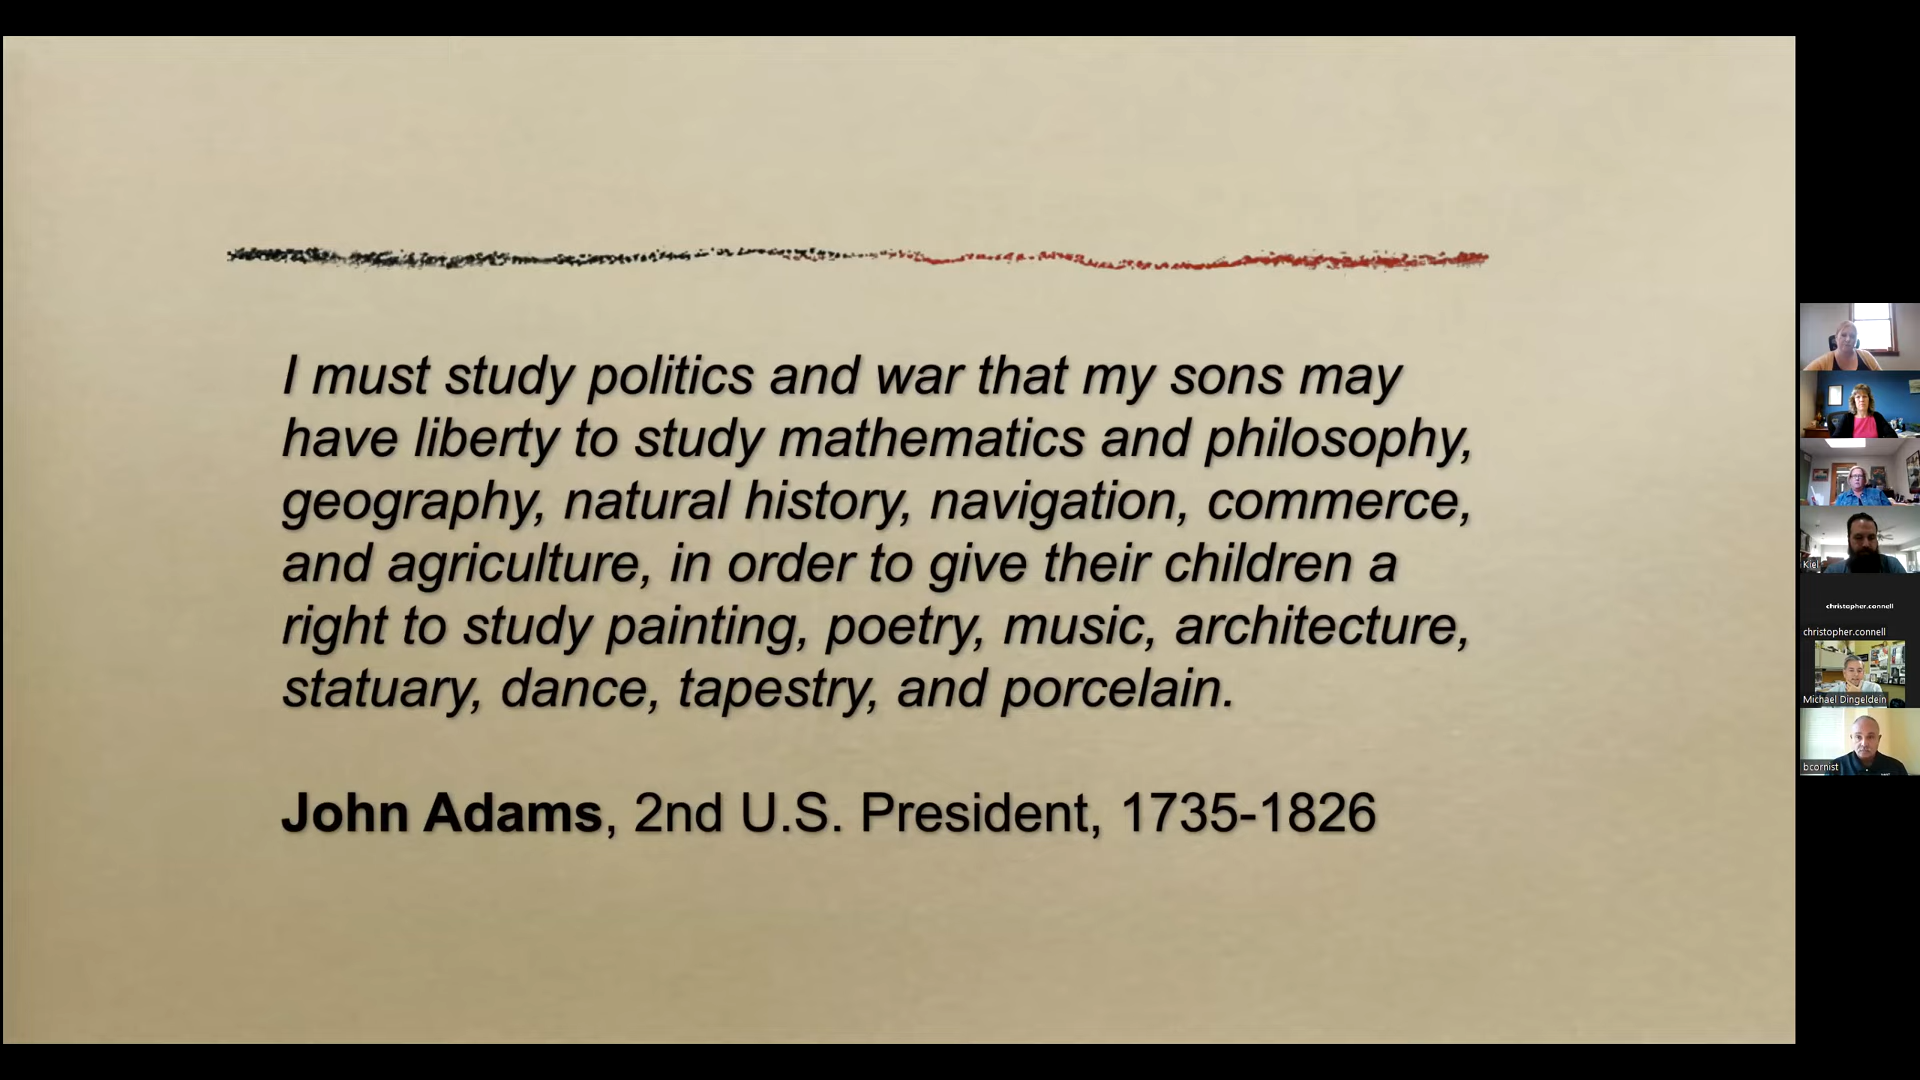 I must study politics and war that my sons may
have liberty to study mathematics and philosophy,
geography, natural history, navigation, commerce,
and agriculture, in order to give their children a
right to study painting, poetry, music, architecture,
statuary, dance, tapestry, and porcelain.
John Adams, 2nd U.S. President, 1735-1826
Kiel
christopher.connell
christopher.connell
Michael Dingeldein
bcornist